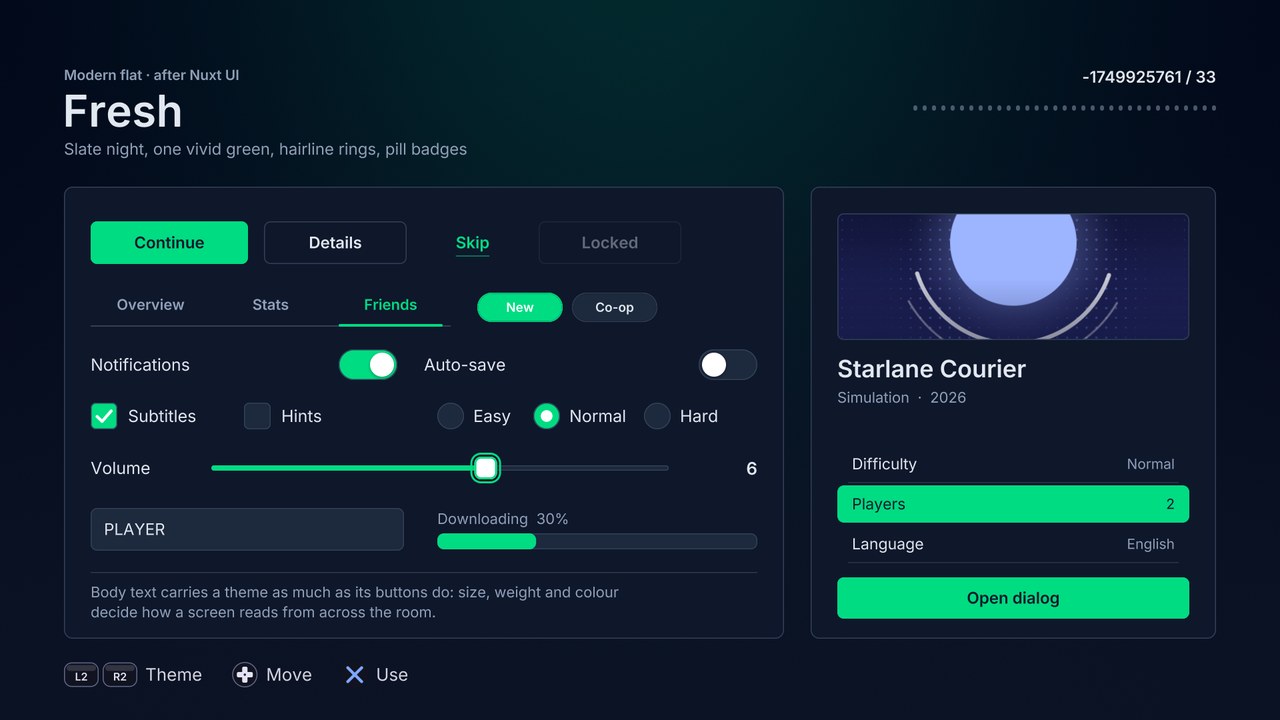 Modern flat · after Nuxt UI
Fresh
Slate night, one vivid green, hairline rings, pill badges
-1749925761 / 33
Continue
Details
Skip
Locked
Overview
Stats
Friends
New
Co-op
Notifications
Auto-save
Subtitles
Hints
Easy
Normal
Hard
Volume
6
PLAYER
Downloading 30%
Body text carries a theme as much as its buttons do: size, weight and colour
decide how a screen reads from across the room.
Starlane Courier
Simulation · 2026
Difficulty
Normal
Players
2
Language
English
Open dialog
L2
R2
Theme
Move
Use